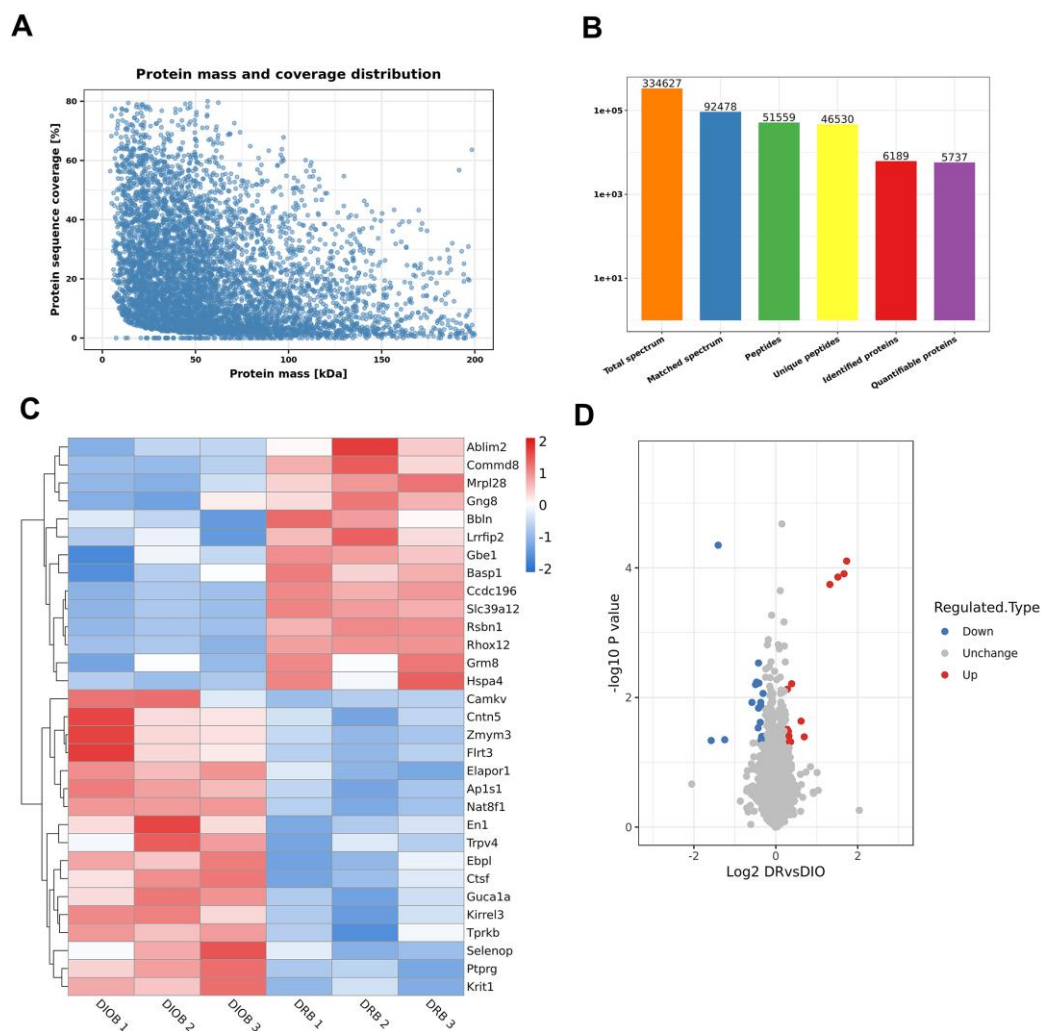 A
Protein mass and coverage distribution
80
60
40
20
0
Protein sequence coverage [%]
0 50 100 150 200
Protein mass [kDa]
B
1e+05
1e+03
1e+01
334627
92478
51559
46530
6189
5737
Total spectrum
Matched spectrum
Peptides
Unique peptides
Identified proteins
Quantifiable proteins
C
Ablim2
Commd8
Mrpl28
Gng8
Bbln
Lrrfip2
Gbe1
Basp1
Ccdc196
Slc39a12
Rsbn1
Rhox12
Grm8
Hspa4
Camkv
Cntn5
Zmym3
Flrt3
Elapor1
Ap1s1
Nat8f1
En1
Trpv4
Ebpl
Ctsf
Guca1a
Kirrel3
Tprkb
Selenop
Ptprg
Krit1
2
1
0
-1
-2
DIOB 1
DIOB 2
DIOB 3
DRB 1
DRB 2
DRB 3
D
4
2
0
-log10 P value
-2 0 2
Log2 DRvsDIO
Regulated.Type
Down
Unchange
Up